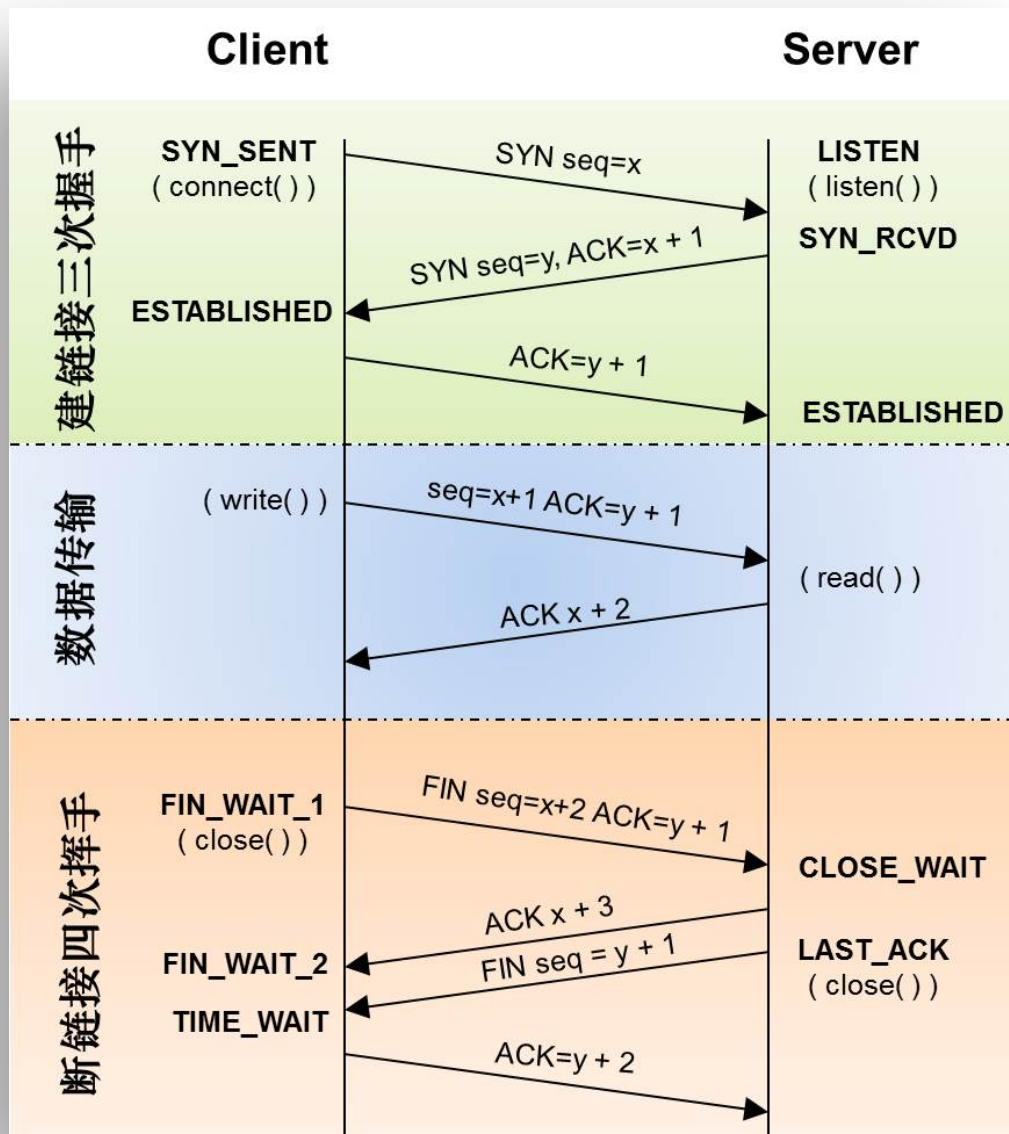 Client
Server
建链接三次握手
SYN_SENT
( connect( ) )
SYN seq=x
LISTEN
( listen( ) )
SYN_RCVD
SYN seq=y, ACK=x + 1
ESTABLISHED
ACK=y + 1
ESTABLISHED
数据传输
( write( ) )
seq=x+1 ACK=y + 1
( read( ) )
ACK x + 2
断链接四次挥手
FIN_WAIT_1
( close( ) )
FIN seq=x+2 ACK=y + 1
CLOSE_WAIT
ACK x + 3
FIN_WAIT_2
FIN seq = y + 1
LAST_ACK
( close( ) )
TIME_WAIT
ACK=y + 2